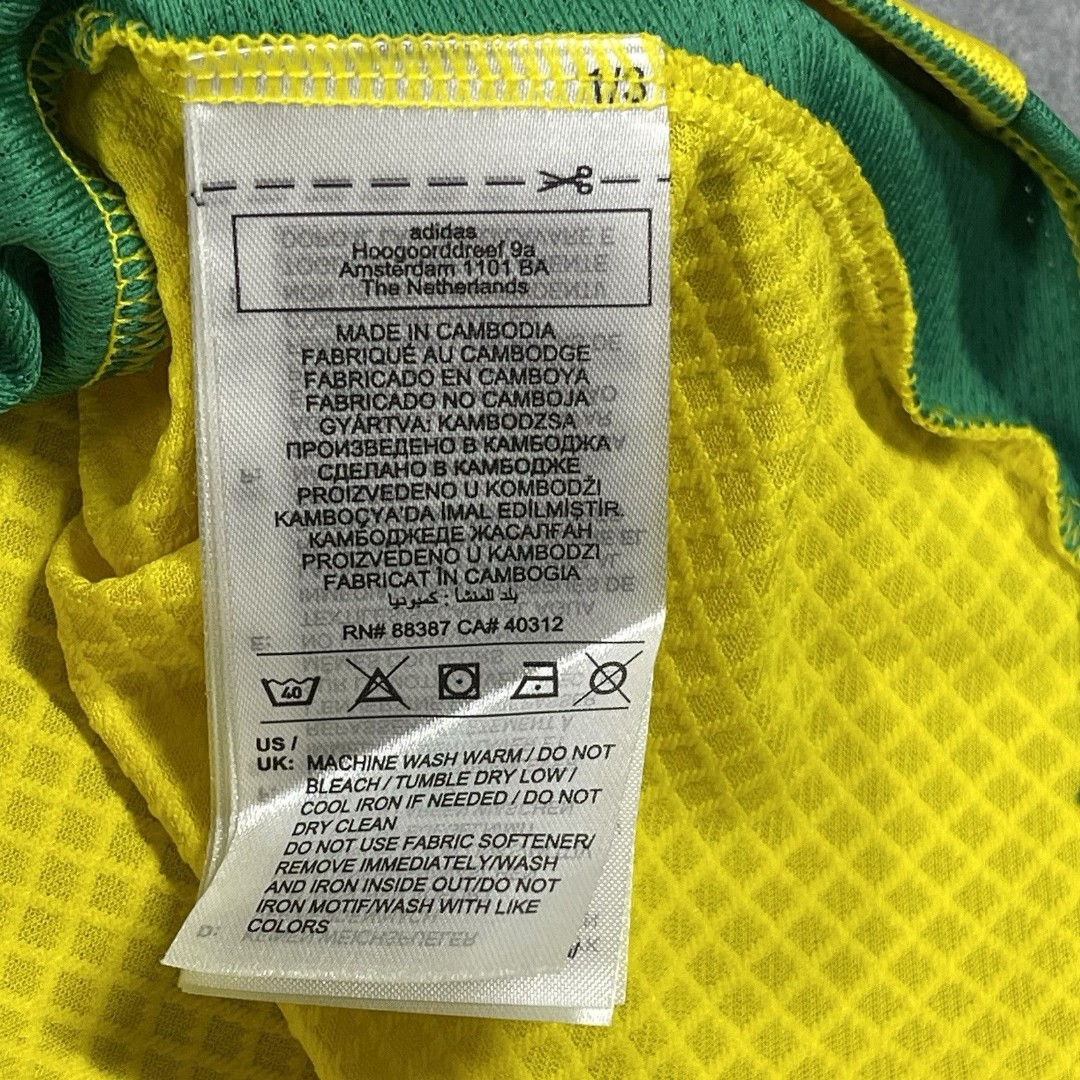 1/3
adidas
Hoogoorddreef 9a
Amsterdam 1101 BA
The Netherlands
MADE IN CAMBODIA
FABRIQUÉ AU CAMBODGE
FABRICADO EN CAMBOYA
FABRICADO NO CAMBOJA
GYÁRTVA: KAMBODZSA
ПРОИЗВЕДЕНО В КАМБОДЖА
СДЕЛАНО В КАМБОДЖЕ
PROIZVEDENO U KOMBODŽI
KAMBOÇYA'DA İMAL EDİLMİŞTİR.
КАМБОДЖЕДЕ ЖАСАЛҒАН
PROIZVEDENO U KAMBODZI
FABRICAT ÎN CAMBOGIA
بلد المنشأ : كمبوديا
RN# 88387 CA# 40312
40
US /
UK: MACHINE WASH WARM / DO NOT
BLEACH / TUMBLE DRY LOW /
COOL IRON IF NEEDED / DO NOT
DRY CLEAN
DO NOT USE FABRIC SOFTENER/
REMOVE IMMEDIATELY/WASH
AND IRON INSIDE OUT/DO NOT
IRON MOTIF/WASH WITH LIKE
COLORS